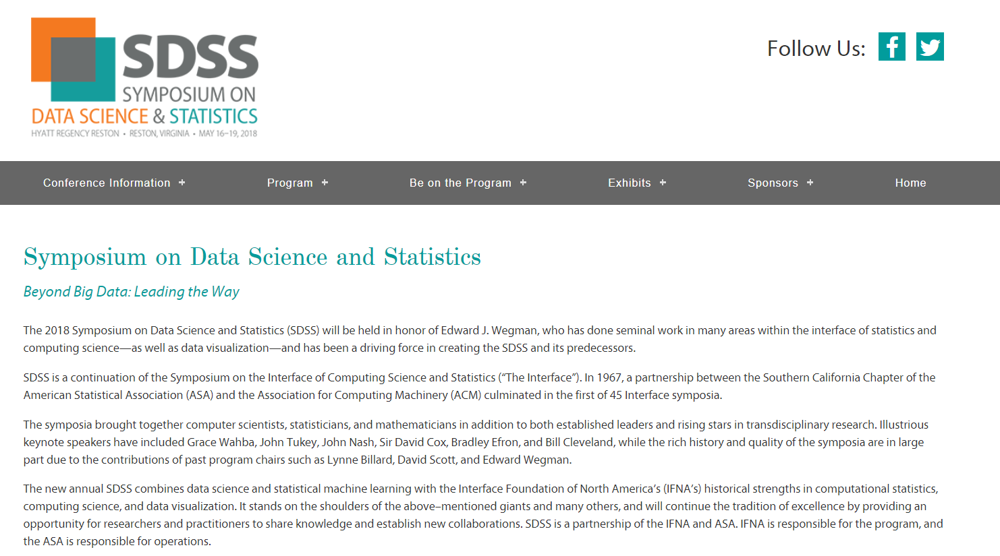 SDSS
SYMPOSIUM ON
DATA SCIENCE & STATISTICS
HYATT REGENCY RESTON • RESTON, VIRGINIA • MAY 16–19, 2018
Follow Us:
Conference Information +
Program +
Be on the Program +
Exhibits +
Sponsors +
Home
Symposium on Data Science and Statistics
Beyond Big Data: Leading the Way
The 2018 Symposium on Data Science and Statistics (SDSS) will be held in honor of Edward J. Wegman, who has done seminal work in many areas within the interface of statistics and
computing science—as well as data visualization—and has been a driving force in creating the SDSS and its predecessors.
SDSS is a continuation of the Symposium on the Interface of Computing Science and Statistics (“The Interface”). In 1967, a partnership between the Southern California Chapter of the
American Statistical Association (ASA) and the Association for Computing Machinery (ACM) culminated in the first of 45 Interface symposia.
The symposia brought together computer scientists, statisticians, and mathematicians in addition to both established leaders and rising stars in transdisciplinary research. Illustrious
keynote speakers have included Grace Wahba, John Tukey, John Nash, Sir David Cox, Bradley Efron, and Bill Cleveland, while the rich history and quality of the symposia are in large
part due to the contributions of past program chairs such as Lynne Billard, David Scott, and Edward Wegman.
The new annual SDSS combines data science and statistical machine learning with the Interface Foundation of North America’s (IFNA’s) historical strengths in computational statistics,
computing science, and data visualization. It stands on the shoulders of the above–mentioned giants and many others, and will continue the tradition of excellence by providing an
opportunity for researchers and practitioners to share knowledge and establish new collaborations. SDSS is a partnership of the IFNA and ASA. IFNA is responsible for the program, and
the ASA is responsible for operations.